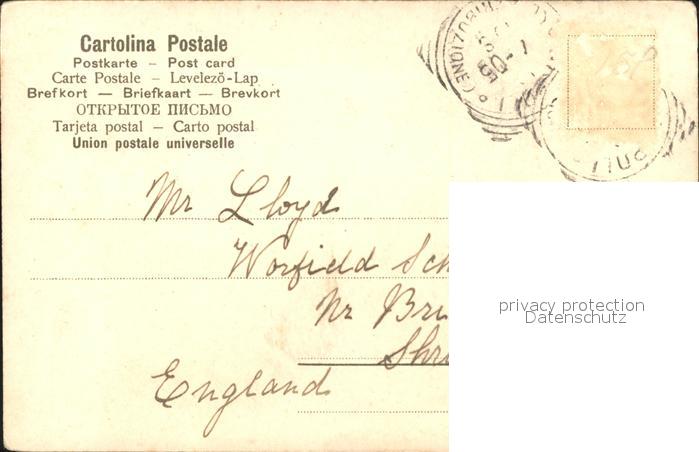 Cartolina Postale
Postkarte – Post card
Carte Postale – Levelező-Lap
Brefkort — Briefkaart — Brevkort
ОТКРЫТОЕ ПИСЬМО
Tarjeta postal – Carto postal
Union postale universelle
Mr Lloyd
Worfield Sch
Nr Bri
Shr
England
privacy protection
Datenschutz